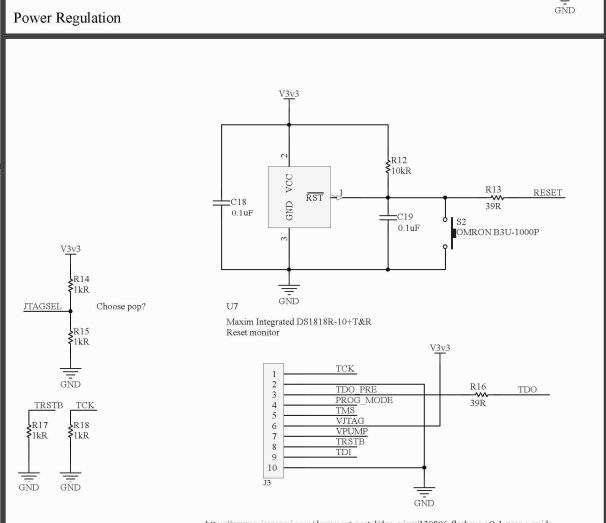 GND
Power Regulation
V3v3
2
VCC
GND
RST
1
3
R12
10kR
R13
39R
RESET
C18
0.1uF
C19
0.1uF
S2
OMRON B3U-1000P
GND
U7
Maxim Integrated DS1818R-10+T&R
Reset monitor
V3v3
R14
1kR
JTAGSEL
Choose pop?
R15
1kR
GND
TRSTB
TCK
R17
1kR
R18
1kR
GND
GND
V3v3
1 TCK
2
3 TDO_PRE
4 PROG_MODE
5 TMS
6 VJTAG
7 VPUMP
8 TRSTB
9 TDI
10
J3
R16
39R
TDO
GND